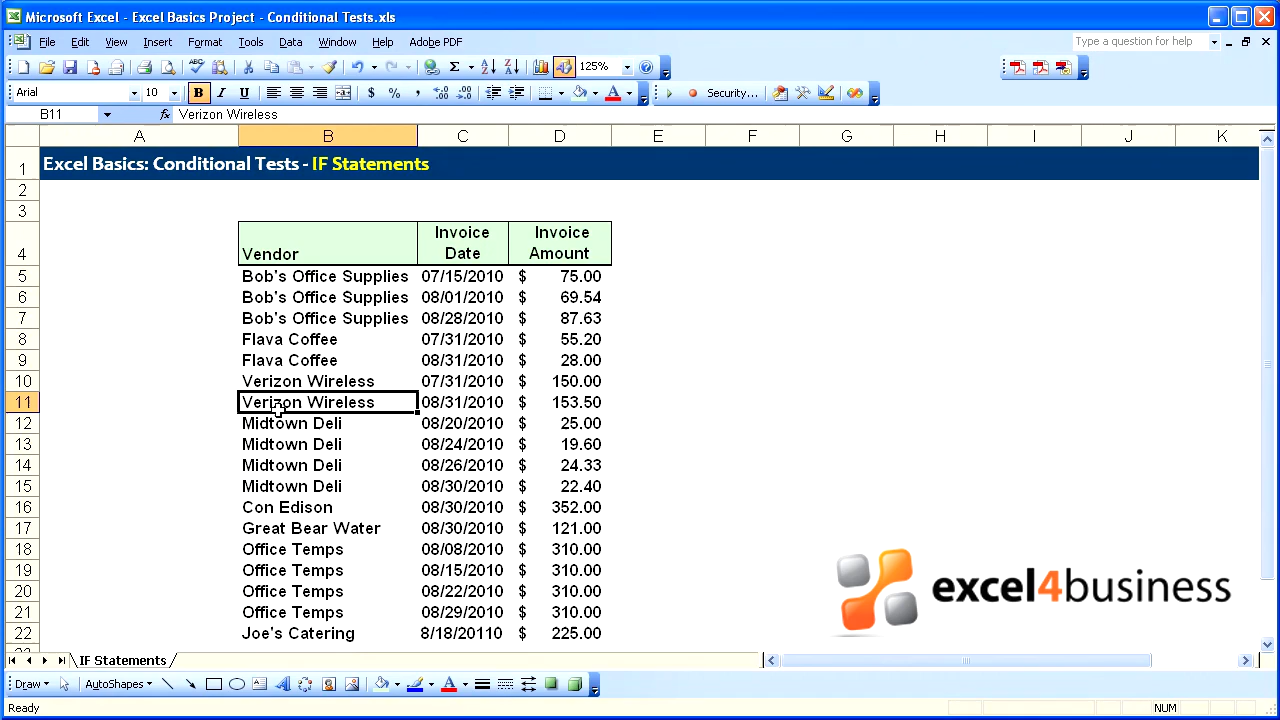 Microsoft Excel - Excel Basics Project - Conditional Tests.xls
File Edit View Insert Format Tools Data Window Help Adobe PDF Type a question for help
Σ 125%
Arial 10 B I U $ % , Security...
B11 fx Verizon Wireless
A B C D E F G H I J K
1 Excel Basics: Conditional Tests - IF Statements
2
3
4 Vendor Invoice Date Invoice Amount
5 Bob's Office Supplies 07/15/2010 $ 75.00
6 Bob's Office Supplies 08/01/2010 $ 69.54
7 Bob's Office Supplies 08/28/2010 $ 87.63
8 Flava Coffee 07/31/2010 $ 55.20
9 Flava Coffee 08/31/2010 $ 28.00
10 Verizon Wireless 07/31/2010 $ 150.00
11 Verizon Wireless 08/31/2010 $ 153.50
12 Midtown Deli 08/20/2010 $ 25.00
13 Midtown Deli 08/24/2010 $ 19.60
14 Midtown Deli 08/26/2010 $ 24.33
15 Midtown Deli 08/30/2010 $ 22.40
16 Con Edison 08/30/2010 $ 352.00
17 Great Bear Water 08/30/2010 $ 121.00
18 Office Temps 08/08/2010 $ 310.00
19 Office Temps 08/15/2010 $ 310.00
20 Office Temps 08/22/2010 $ 310.00
21 Office Temps 08/29/2010 $ 310.00
22 Joe's Catering 8/18/20110 $ 225.00
excel4business
IF Statements
Draw AutoShapes
Ready NUM